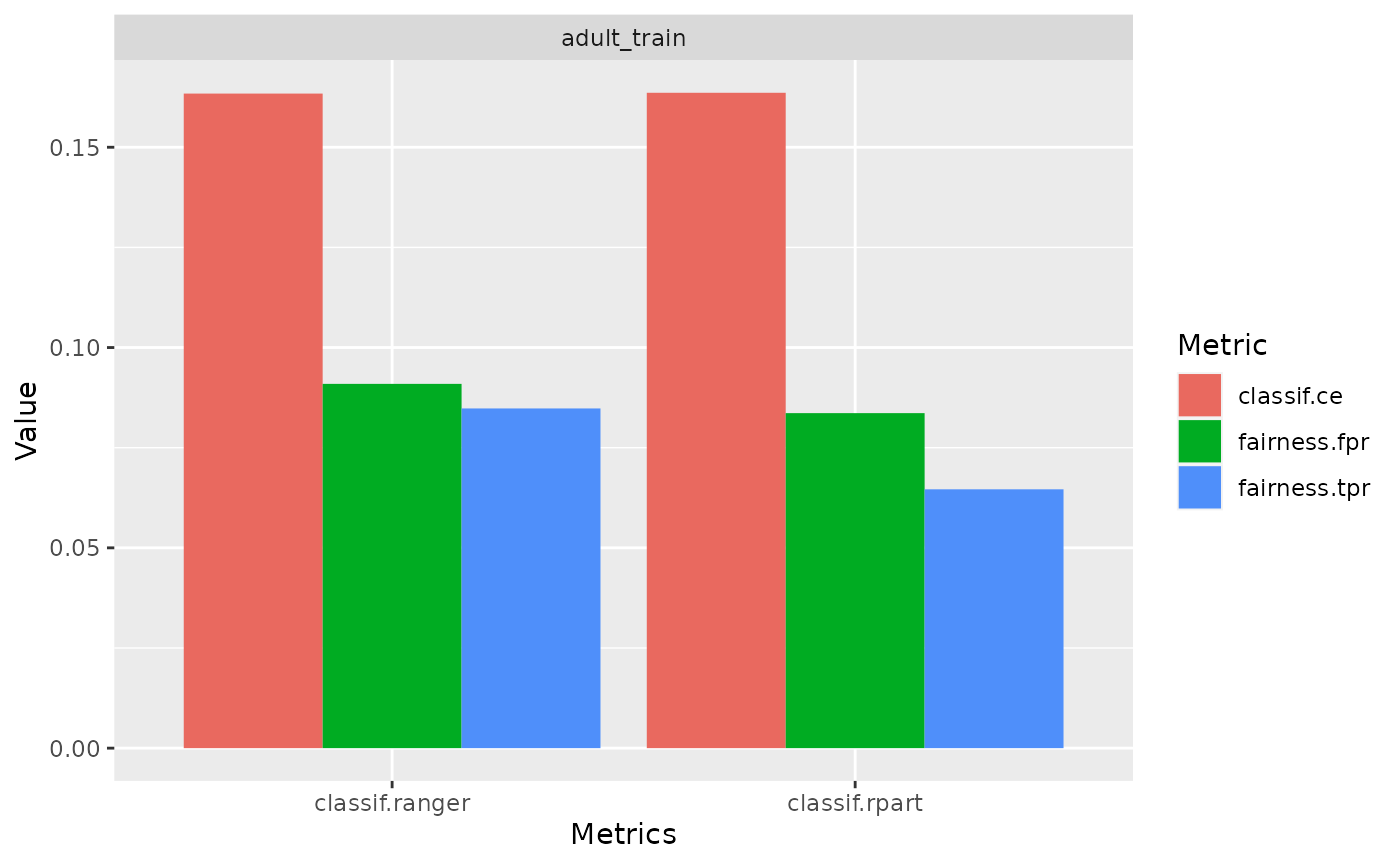 adult_train
0.15
0.10
0.05
0.00
Value
classif.ranger
classif.rpart
Metrics
Metric
classif.ce
fairness.fpr
fairness.tpr